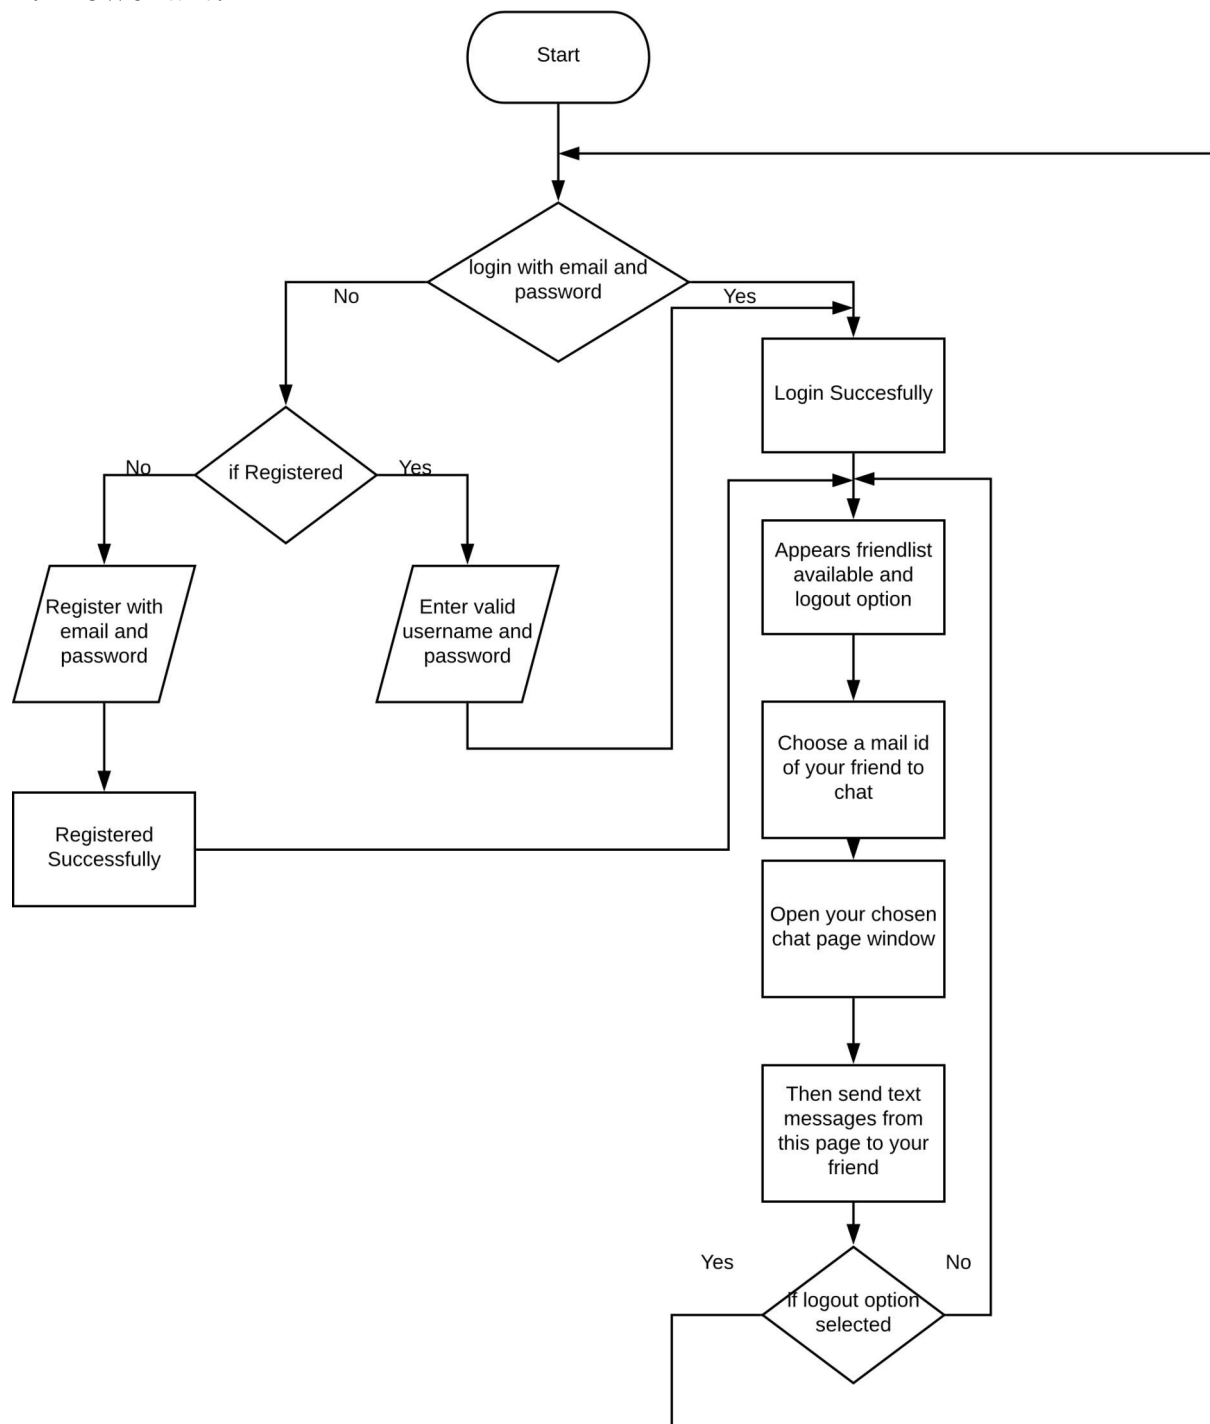 Start
login with email and
password
No
Yes
Login Succesfully
if Registered
No
Yes
Appears friendlist
available and
logout option
Register with
email and
password
Enter valid
username and
password
Choose a mail id
of your friend to
chat
Registered
Successfully
Open your chosen
chat page window
Then send text
messages from
this page to your
friend
Yes
No
if logout option
selected